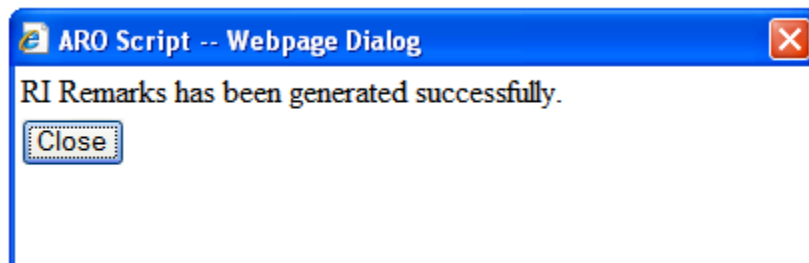 ARO Script -- Webpage Dialog
RI Remarks has been generated successfully.
Close